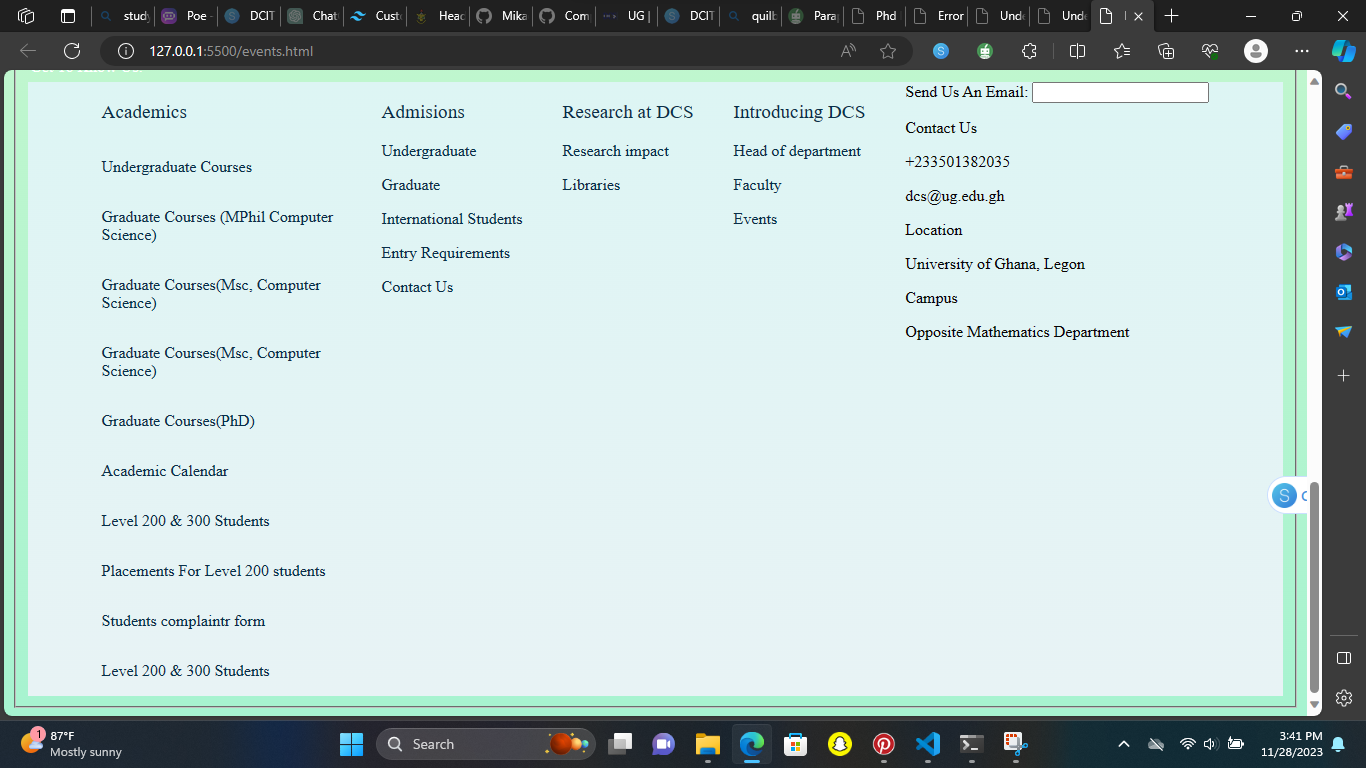 study
Poe -
DCIT
Chat
Custo
Head
Mika
Com
UG |
DCIT
quilb
Para
Phd
Error
Unde
Unde
127.0.0.1:5500/events.html
Academics
Undergraduate Courses
Graduate Courses (MPhil Computer
Science)
Graduate Courses(Msc, Computer
Science)
Graduate Courses(Msc, Computer
Science)
Graduate Courses(PhD)
Academic Calendar
Level 200 & 300 Students
Placements For Level 200 students
Students complaintr form
Level 200 & 300 Students
Admisions
Undergraduate
Graduate
International Students
Entry Requirements
Contact Us
Research at DCS
Research impact
Libraries
Introducing DCS
Head of department
Faculty
Events
Send Us An Email:
Contact Us
+233501382035
dcs@ug.edu.gh
Location
University of Ghana, Legon
Campus
Opposite Mathematics Department
1
87°F
Mostly sunny
Search
3:41 PM
11/28/2023